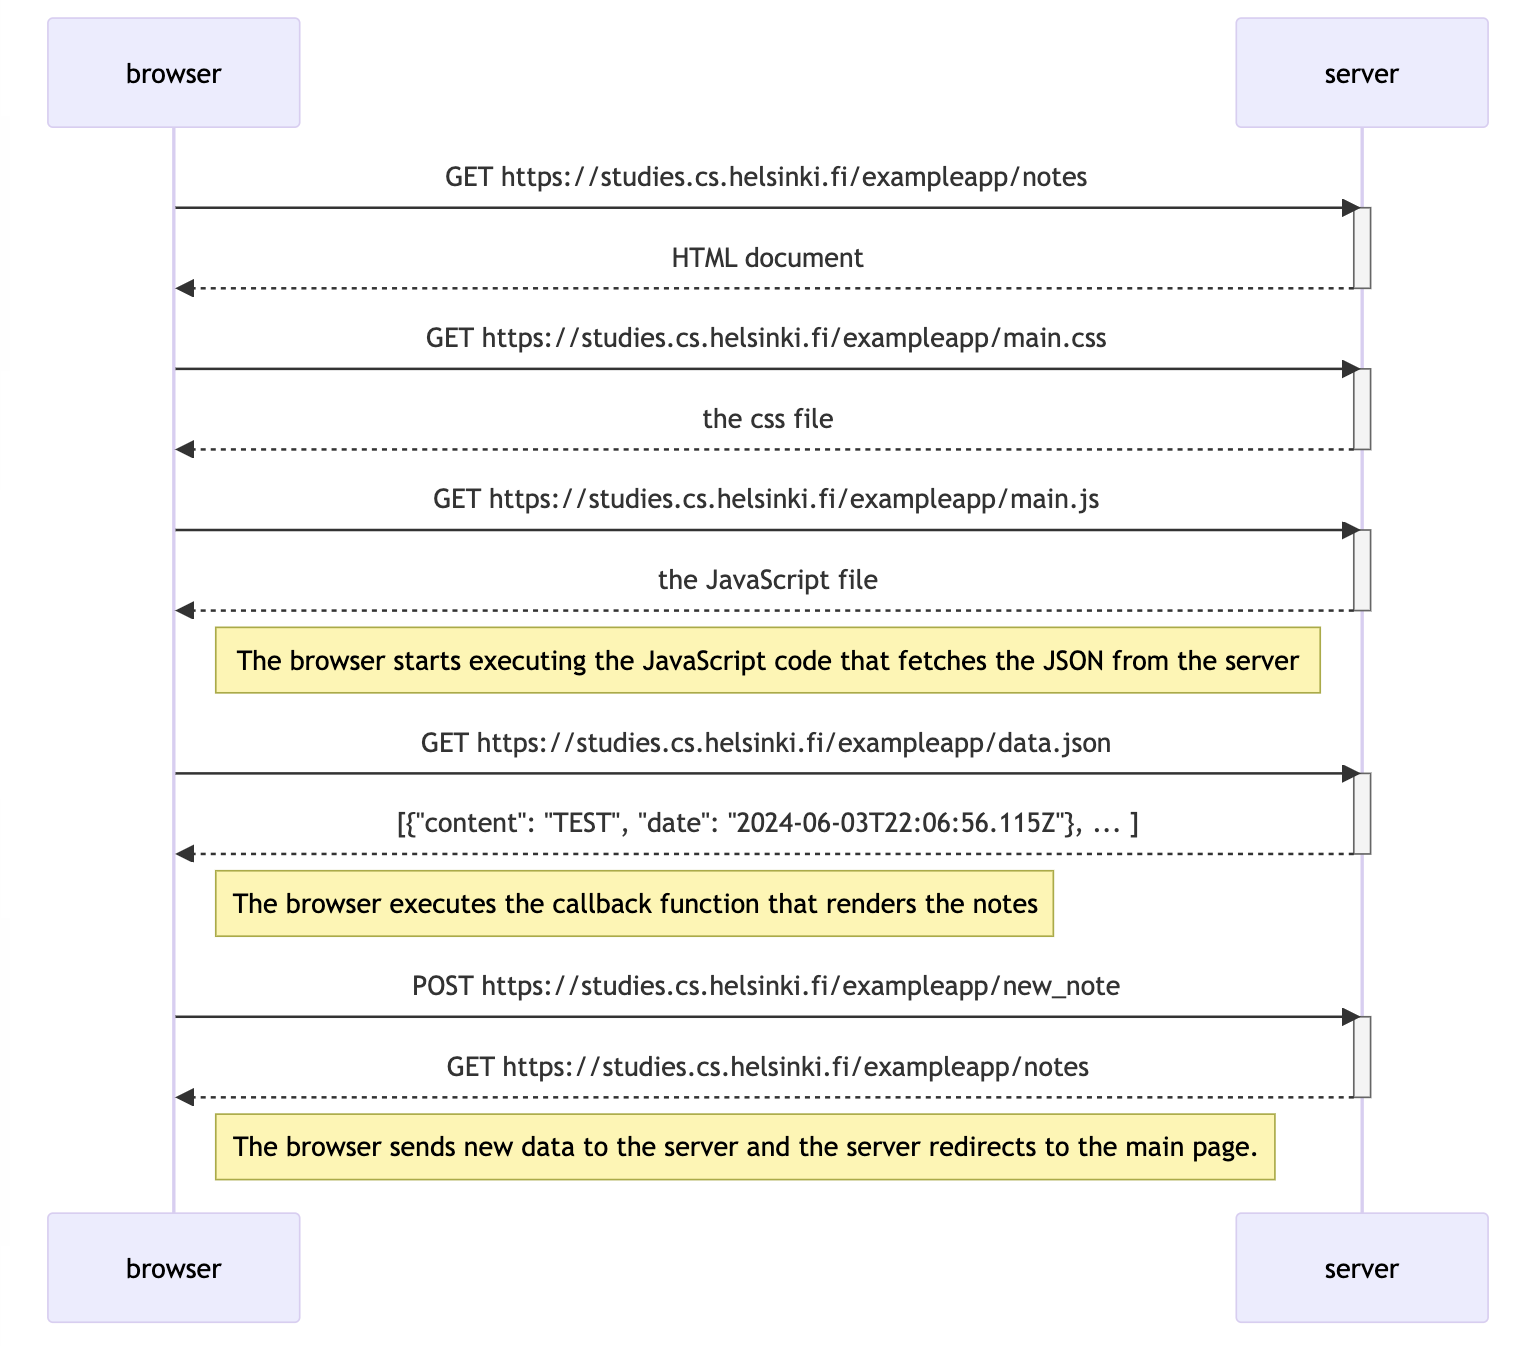 browser
server
GET https://studies.cs.helsinki.fi/exampleapp/notes
HTML document
GET https://studies.cs.helsinki.fi/exampleapp/main.css
the css file
GET https://studies.cs.helsinki.fi/exampleapp/main.js
the JavaScript file
The browser starts executing the JavaScript code that fetches the JSON from the server
GET https://studies.cs.helsinki.fi/exampleapp/data.json
[{"content": "TEST", "date": "2024-06-03T22:06:56.115Z"}, ... ]
The browser executes the callback function that renders the notes
POST https://studies.cs.helsinki.fi/exampleapp/new_note
GET https://studies.cs.helsinki.fi/exampleapp/notes
The browser sends new data to the server and the server redirects to the main page.
browser
server